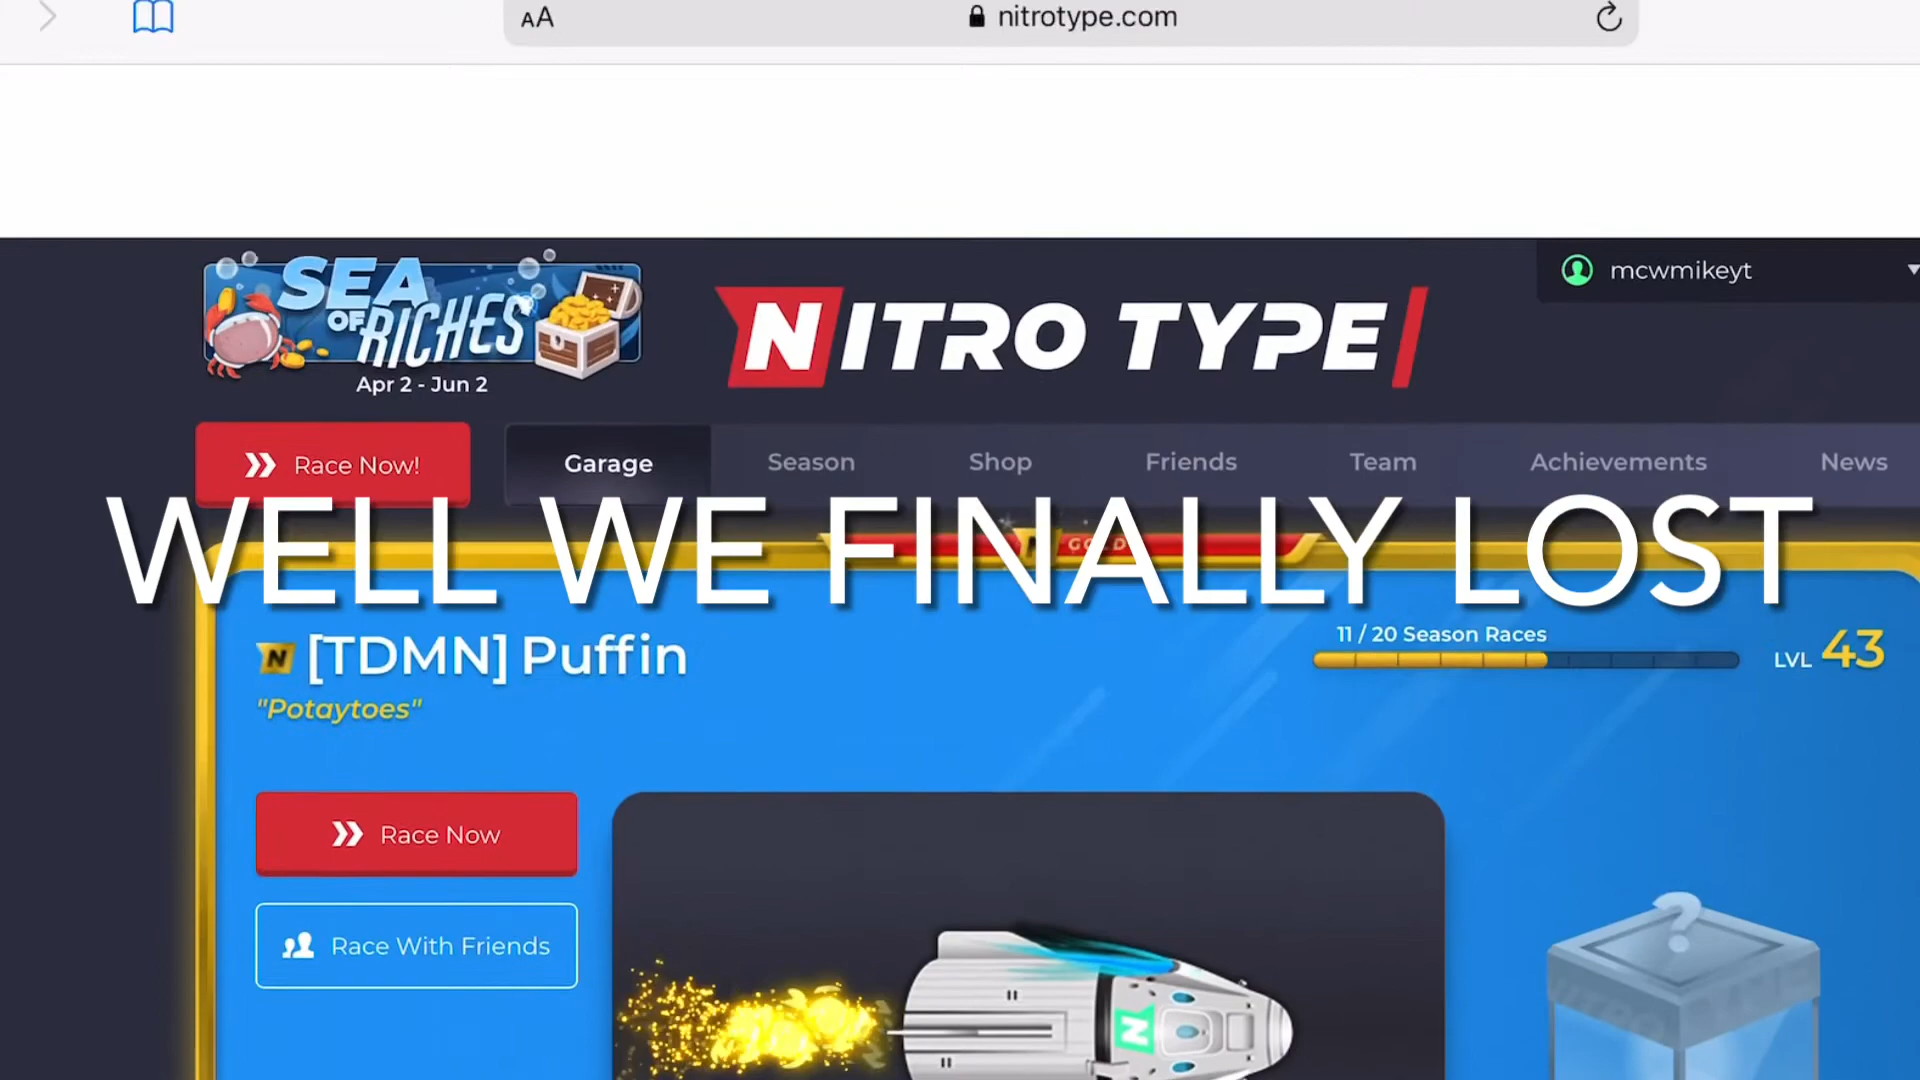 AA
nitrotype.com
SEA
OF RICHES
Apr 2 - Jun 2
NITRO TYPE
mcwmikeyt
Race Now!
Garage
Season
Shop
Friends
Team
Achievements
News
GOLD
WELL WE FINALLY LOST
N [TDMN] Puffin
"Potaytoes"
11 / 20 Season Races
LVL 43
Race Now
Race With Friends
?
N